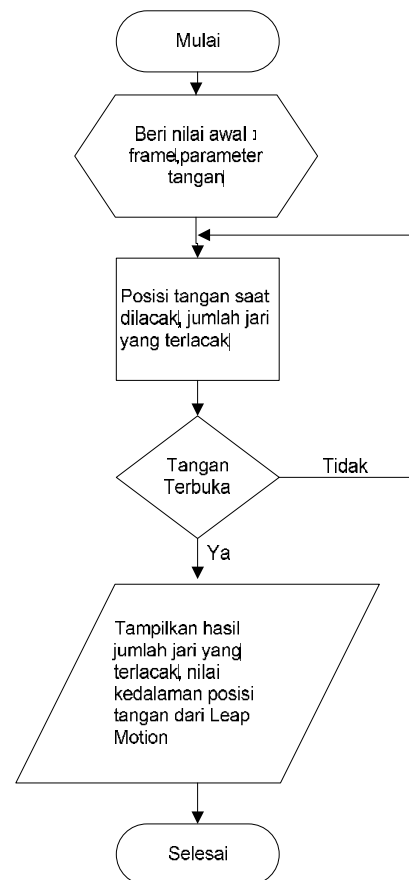 Mulai
Beri nilai awal :
frame,parameter
tangan
Posisi tangan saat
dilacak, jumlah jari
yang terlacak
Tangan
Terbuka
Tidak
Ya
Tampilkan hasil
jumlah jari yang
terlacak, nilai
kedalaman posisi
tangan dari Leap
Motion
Selesai